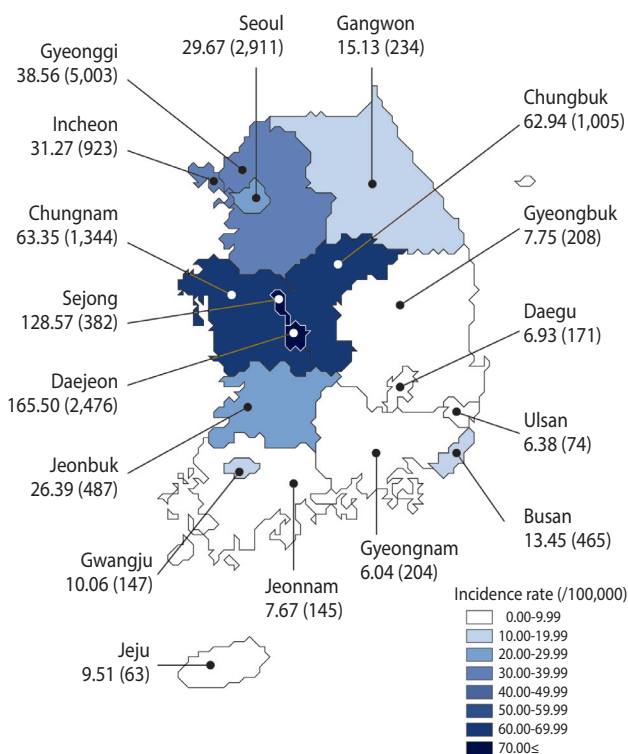 Seoul
29.67 (2,911)
Gangwon
15.13 (234)
Gyeonggi
38.56 (5,003)
Chungbuk
62.94 (1,005)
Incheon
31.27 (923)
Chungnam
63.35 (1,344)
Gyeongbuk
7.75 (208)
Sejong
128.57 (382)
Daegu
6.93 (171)
Daejeon
165.50 (2,476)
Ulsan
6.38 (74)
Jeonbuk
26.39 (487)
Busan
13.45 (465)
Gwangju
10.06 (147)
Gyeongnam
6.04 (204)
Jeonnam
7.67 (145)
Jeju
9.51 (63)
Incidence rate (/100,000)
0.00-9.99
10.00-19.99
20.00-29.99
30.00-39.99
40.00-49.99
50.00-59.99
60.00-69.99
70.00≤